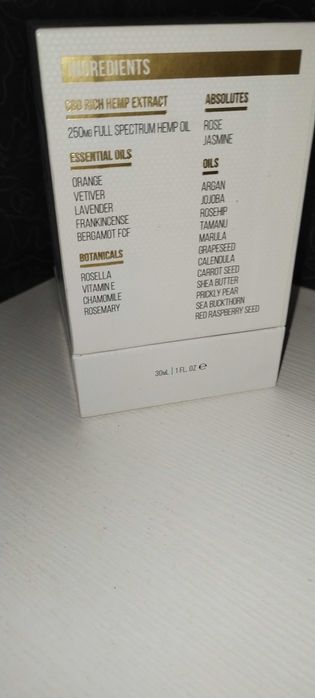 INGREDIENTS
CBD RICH HEMP EXTRACT
250MG FULL SPECTRUM HEMP OIL
ESSENTIAL OILS
ORANGE
VETIVER
LAVENDER
FRANKINCENSE
BERGAMOT FCF
BOTANICALS
ROSELLA
VITAMIN E
CHAMOMILE
ROSEMARY
ABSOLUTES
ROSE
JASMINE
OILS
ARGAN
JOJOBA
ROSEHIP
TAMANU
MARULA
GRAPESEED
CALENDULA
CARROT SEED
SHEA BUTTER
PRICKLY PEAR
SEA BUCKTHORN
RED RASPBERRY SEED
30ML | 1 FL. OZ ℮